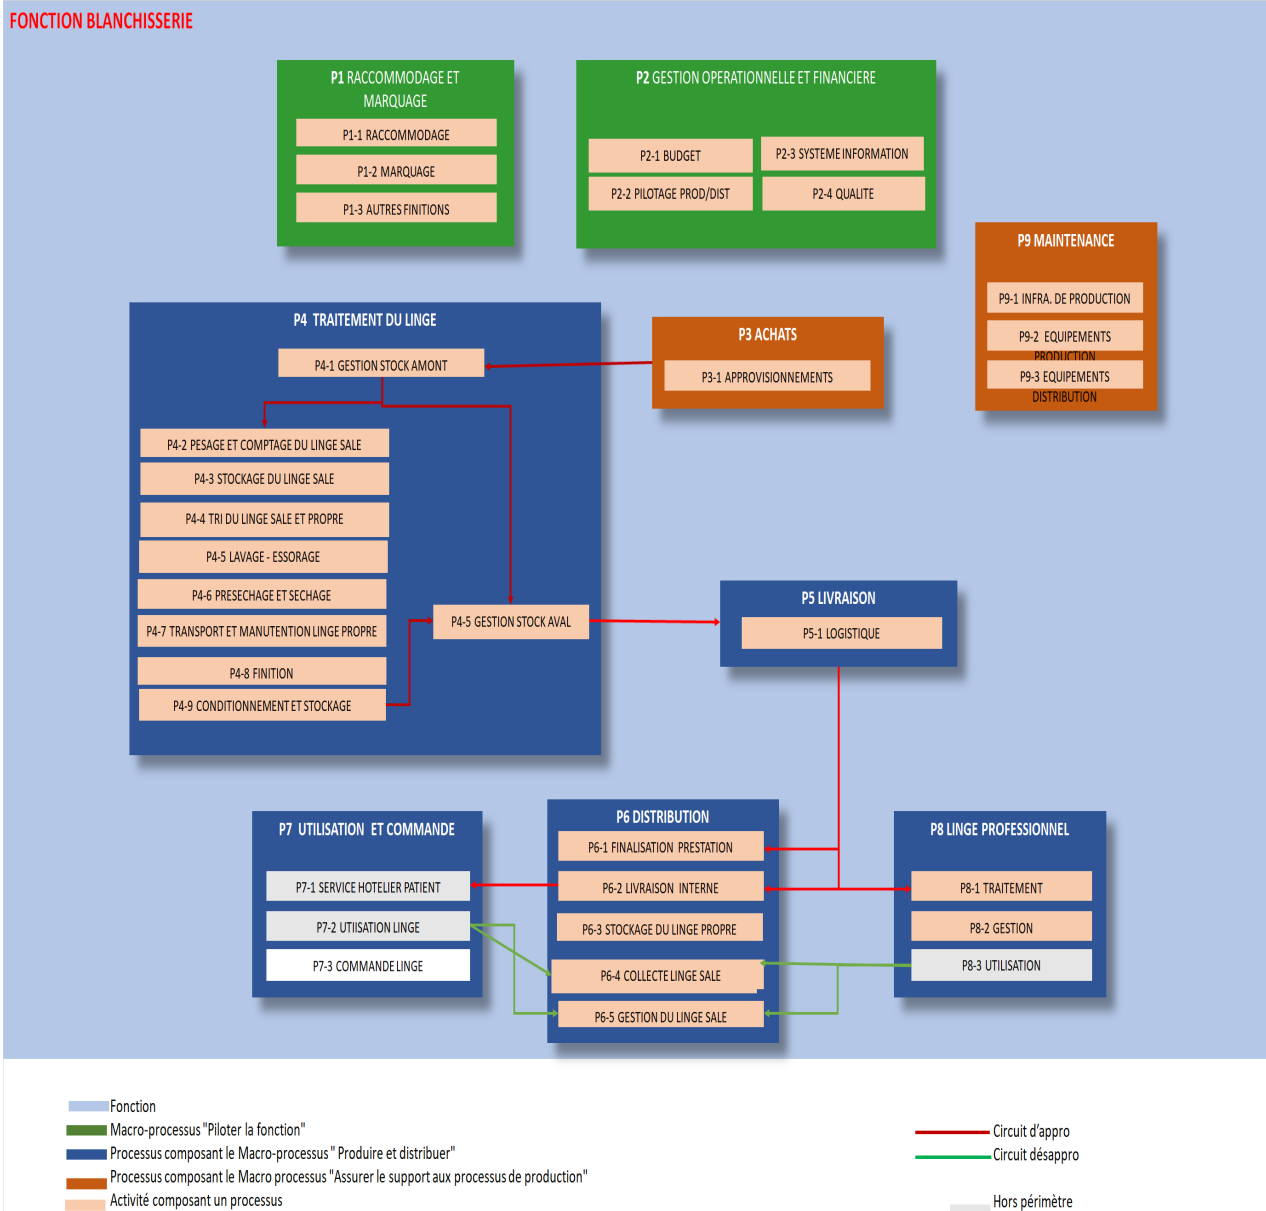 FONCTION BLANCHISSERIE
P1 RACCOMMODAGE ET
MARQUAGE
P1-1 RACCOMMODAGE
P1-2 MARQUAGE
P1-3 AUTRES FINITIONS
P2 GESTION OPERATIONNELLE ET FINANCIERE
P2-1 BUDGET
P2-3 SYSTEME INFORMATION
P2-2 PILOTAGE PROD/DIST
P2-4 QUALITE
P9 MAINTENANCE
P9-1 INFRA. DE PRODUCTION
P9-2 EQUIPEMENTS
PRODUCTION
P9-3 EQUIPEMENTS
DISTRIBUTION
P4 TRAITEMENT DU LINGE
P4-1 GESTION STOCK AMONT
P3 ACHATS
P3-1 APPROVISIONNEMENTS
P4-2 PESAGE ET COMPTAGE DU LINGE SALE
P4-3 STOCKAGE DU LINGE SALE
P4-4 TRI DU LINGE SALE ET PROPRE
P4-5 LAVAGE - ESSORAGE
P4-6 PRESECHAGE ET SECHAGE
P4-7 TRANSPORT ET MANUTENTION LINGE PROPRE
P4-8 FINITION
P4-9 CONDITIONNEMENT ET STOCKAGE
P4-5 GESTION STOCK AVAL
P5 LIVRAISON
P5-1 LOGISTIQUE
P7 UTILISATION ET COMMANDE
P7-1 SERVICE HOTELIER PATIENT
P7-2 UTIISATION LINGE
P7-3 COMMANDE LINGE
P6 DISTRIBUTION
P6-1 FINALISATION PRESTATION
P6-2 LIVRAISON INTERNE
P6-3 STOCKAGE DU LINGE PROPRE
P6-4 COLLECTE LINGE SALE
P6-5 GESTION DU LINGE SALE
P8 LINGE PROFESSIONNEL
P8-1 TRAITEMENT
P8-2 GESTION
P8-3 UTILISATION
Fonction
Macro-processus "Piloter la fonction"
Processus composant le Macro-processus " Produire et distribuer"
Processus composant le Macro processus "Assurer le support aux processus de production"
Activité composant un processus
Circuit d'appro
Circuit désappro
Hors périmètre